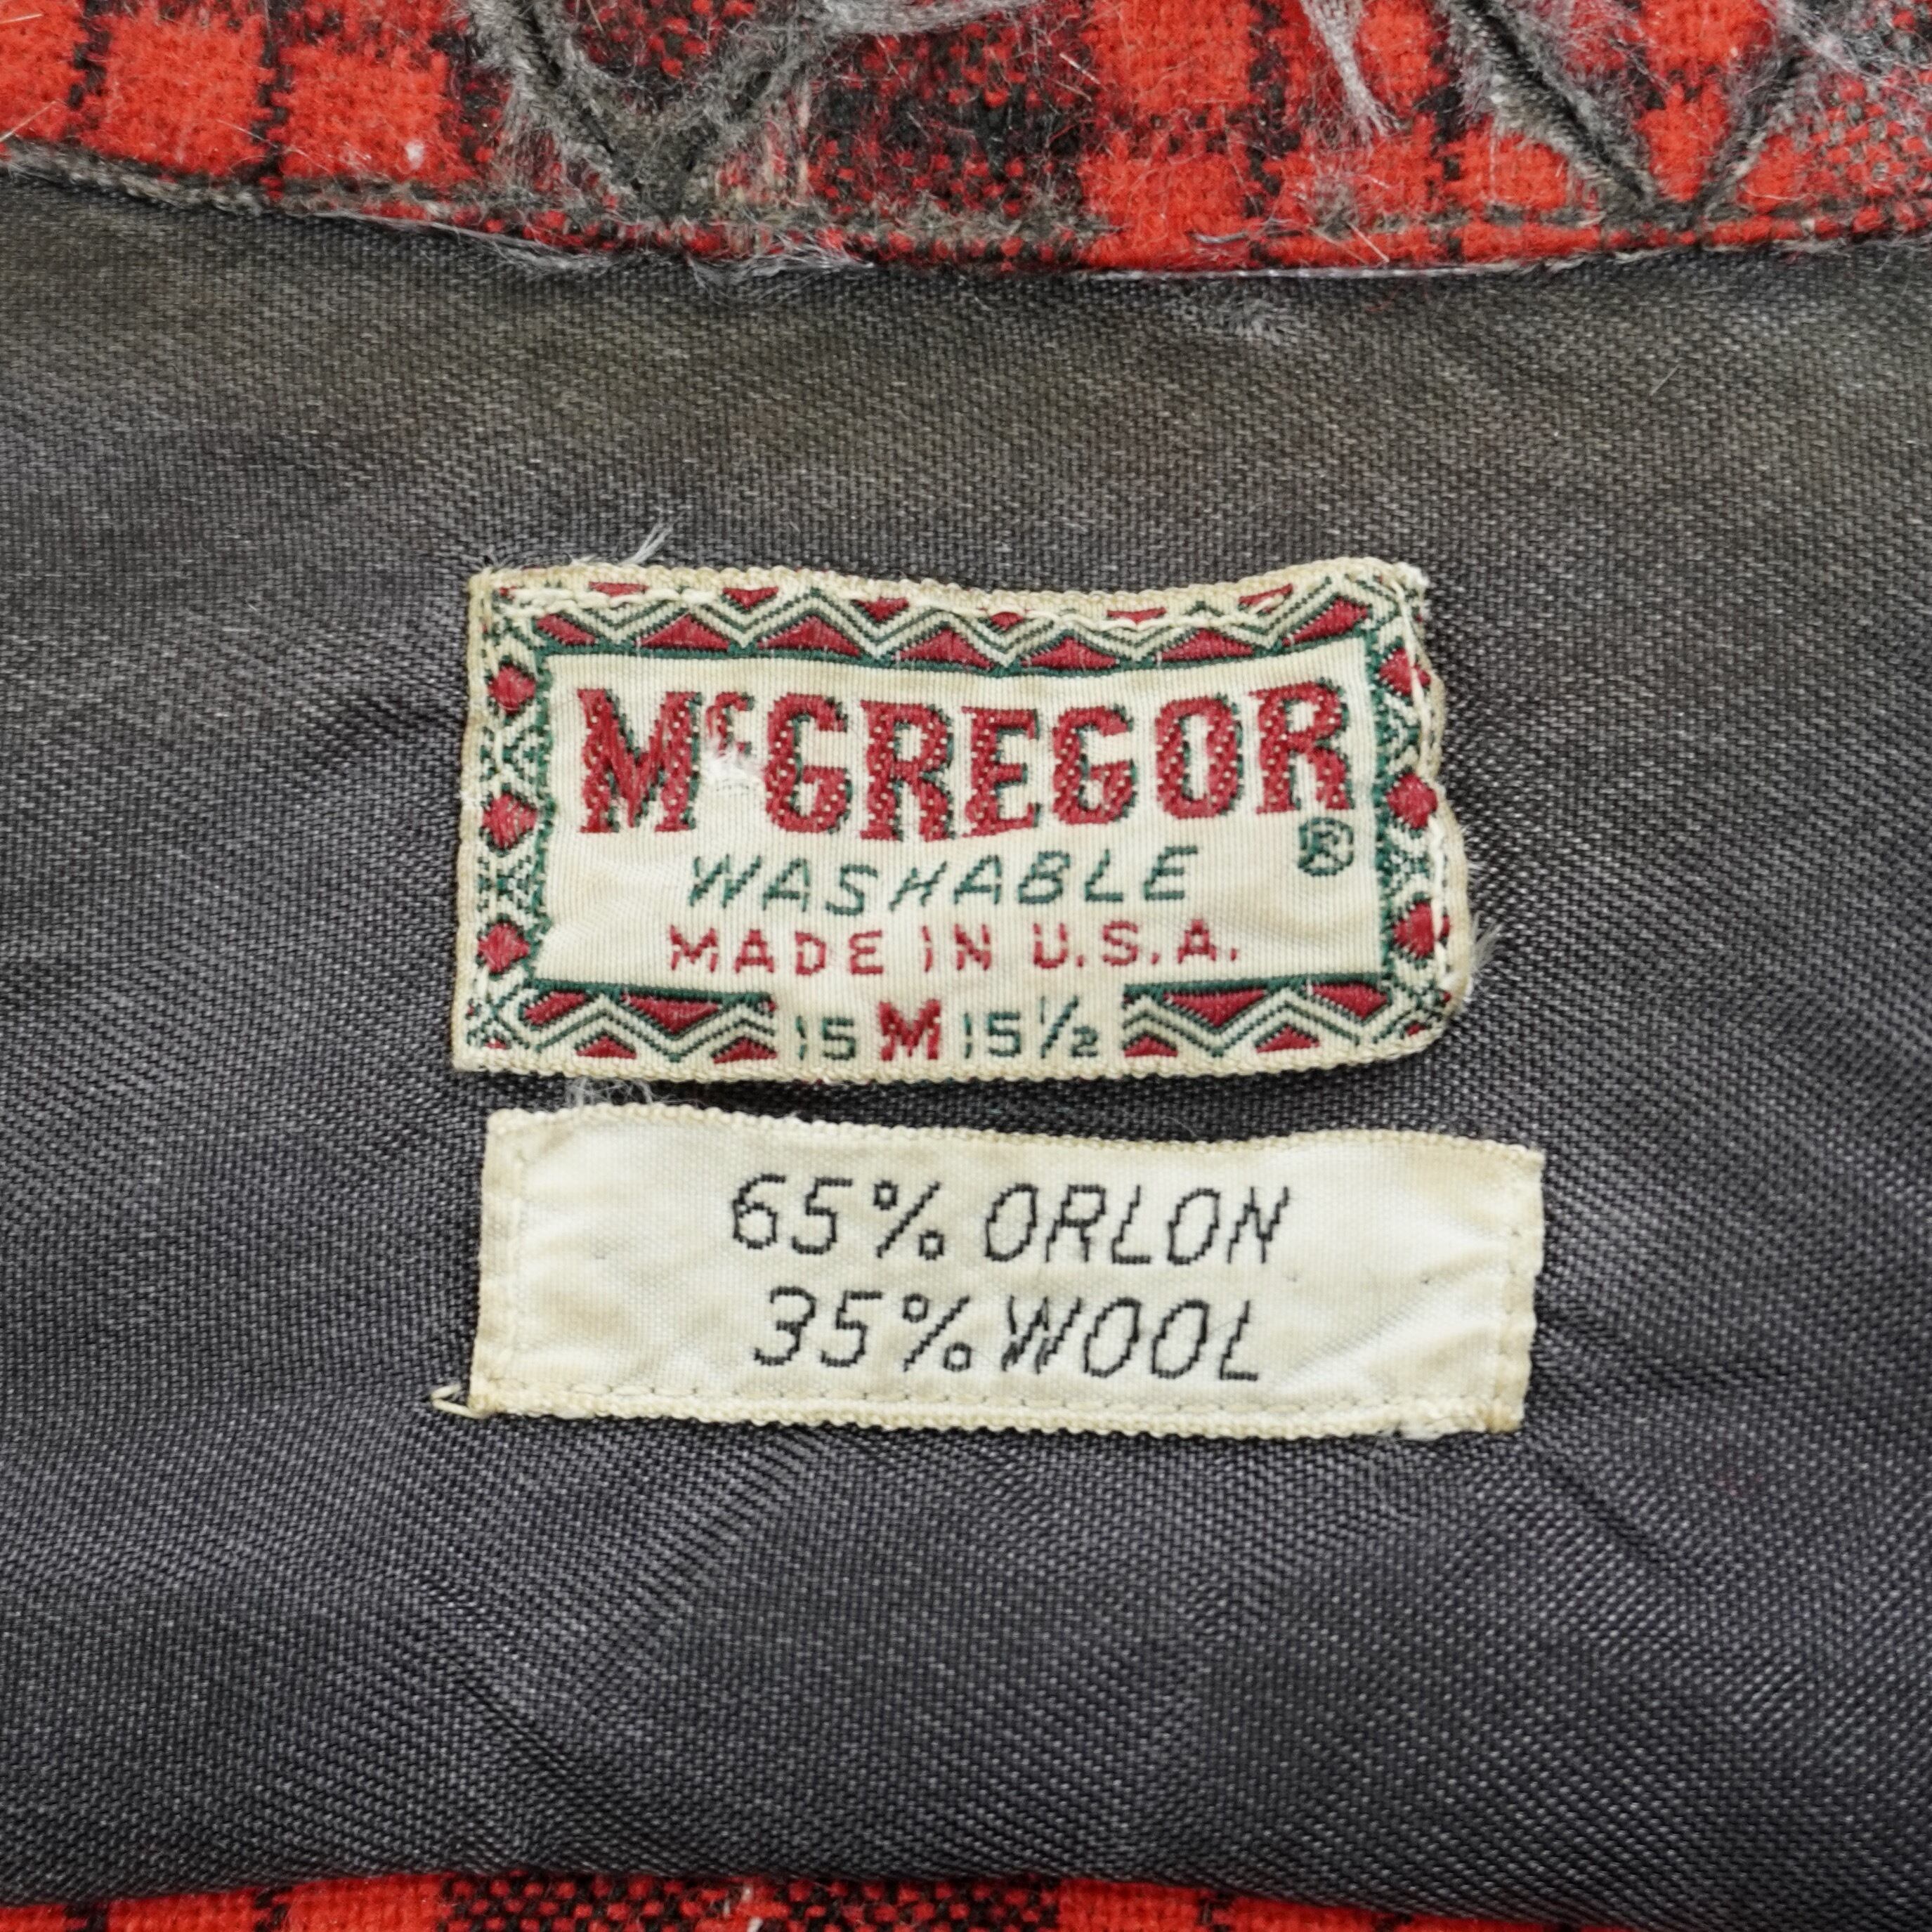 McGREGOR
®
WASHABLE
MADE IN U.S.A.
15 M 15½
65% ORLON
35% WOOL